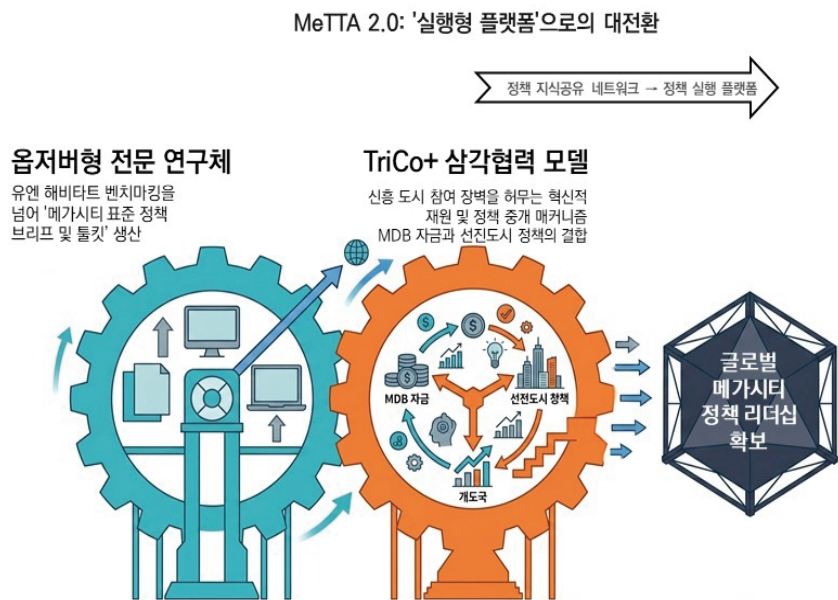 MeTTA 2.0: '실행형 플랫폼'으로의 대전환
정책 지식공유 네트워크 → 정책 실행 플랫폼
옵저버형 전문 연구체
유엔 해비타트 벤치마킹을
넘어 '메가시티 표준 정책
브리프 및 툴킷' 생산
TriCo+ 삼각협력 모델
신흥 도시 참여 장벽을 허무는 혁신적
재원 및 정책 중개 매커니즘
MDB 자금과 선진도시 정책의 결합
$
$
MDB 자금
선전도시 창책
개도국
글로벌
메가시티
정책 리더십
확보